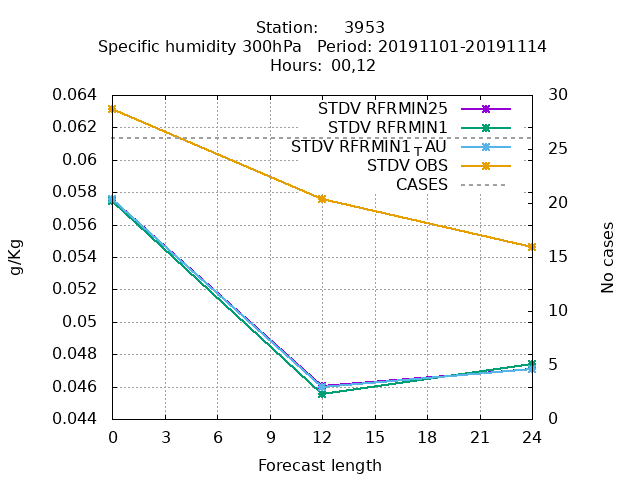 Station:     3953
Specific humidity 300hPa   Period: 20191101-20191114
Hours: 00,12
0.064
0.062
0.06
0.058
0.056
0.054
0.052
0.05
0.048
0.046
0.044
g/Kg
STDV RFRMIN25
STDV RFRMIN1
STDV RFRMIN1TAU
STDV OBS
CASES
30
25
20
15
10
5
0
No cases
0 3 6 9 12 15 18 21 24
Forecast length